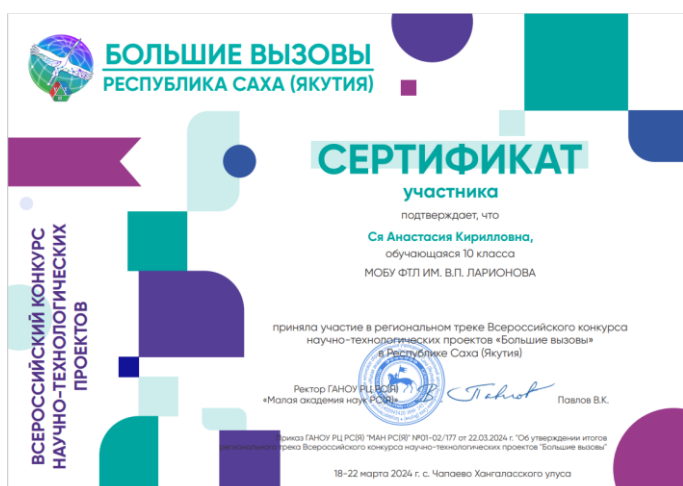 БОЛЬШИЕ ВЫЗОВЫ
РЕСПУБЛИКА САХА (ЯКУТИЯ)
ВСЕРОССИЙСКИЙ КОНКУРС
НАУЧНО-ТЕХНОЛОГИЧЕСКИХ
ПРОЕКТОВ
СЕРТИФИКАТ
участника
подтверждает, что
Ся Анастасия Кирилловна,
обучающаяся 10 класса
МОБУ ФТЛ ИМ. В.П. ЛАРИОНОВА
приняла участие в региональном треке Всероссийского конкурса
научно-технологических проектов «Большие вызовы»
в Республике Саха (Якутия)
Ректор ГАНОУ РЦ РС(Я)
«Малая академия наук РС(Я)»
Павлов В.К.
Приказ ГАНОУ РЦ РС(Я) "МАН РС(Я)" №01-02/177 от 22.03.2024 г. "Об утверждении итогов
регионального трека Всероссийского конкурса научно-технологических проектов "Большие вызовы"
18-22 марта 2024 г. с. Чапаево Хангаласского улуса